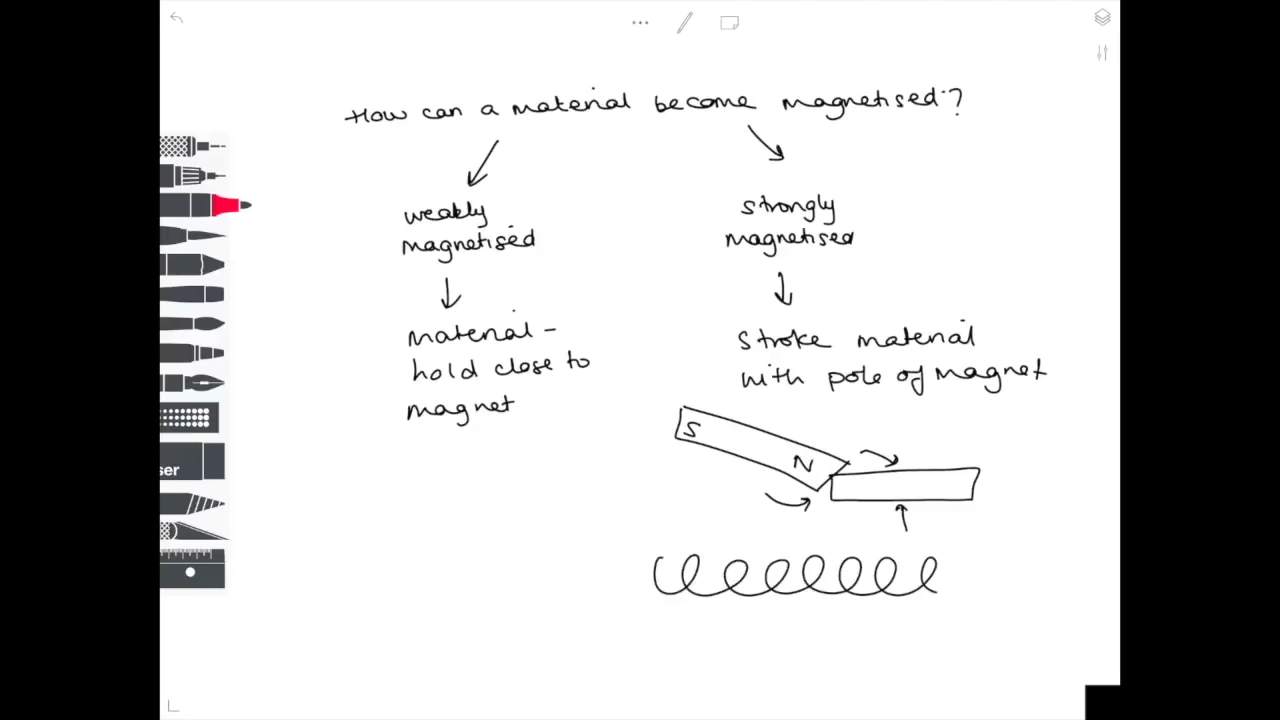 How can a material become magnetised?
weakly
magnetised
strongly
magnetised
material -
hold close to
magnet
stroke material
with pole of magnet
S
N
ser